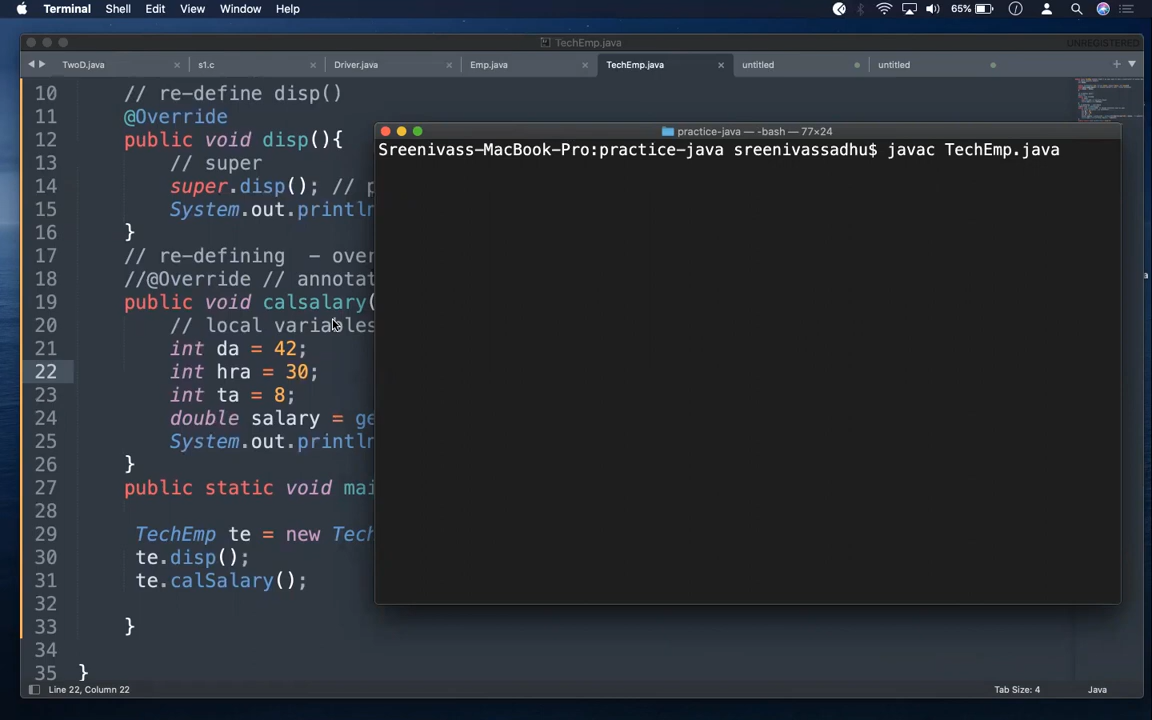 Terminal Shell Edit View Window Help 65%
TechEmp.java UNREGISTERED
TwoD.java s1.c Driver.java Emp.java TechEmp.java untitled untitled
practice-java — -bash — 77×24
Sreenivass-MacBook-Pro:practice-java sreenivassadhu$ javac TechEmp.java
10 // re-define disp()
11 @Override
12 public void disp(){
13 // super
14 super.disp(); // p
15 System.out.println
16 }
17 // re-defining - over
18 //@Override // annotat
19 public void calsalary(
20 // local variables
21 int da = 42;
22 int hra = 30;
23 int ta = 8;
24 double salary = ge
25 System.out.println
26 }
27 public static void mai
28
29 TechEmp te = new Tech
30 te.disp();
31 te.calSalary();
32
33 }
34
35 }
Line 22, Column 22 Tab Size: 4 Java